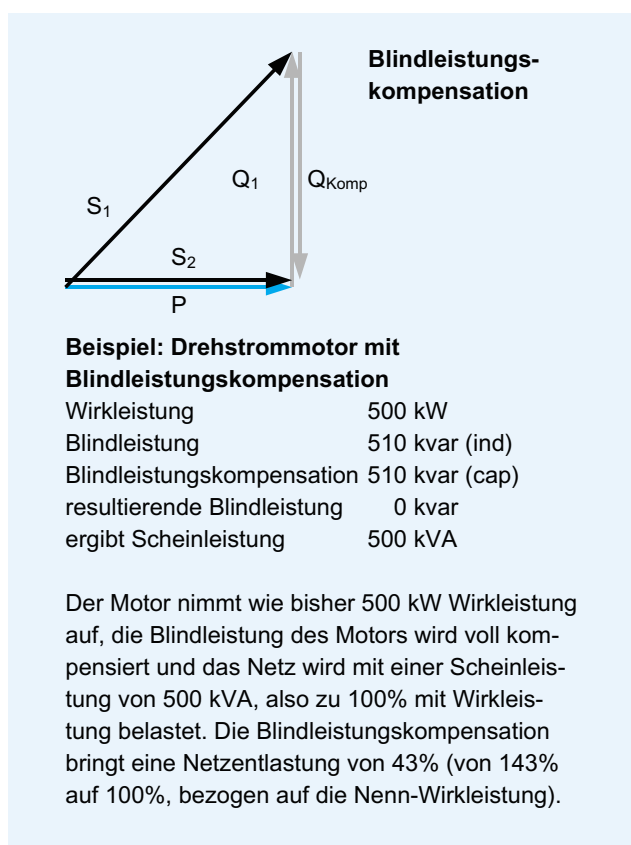 Blindleistungs-
kompensation
Q1
QKomp
S1
S2
P
Beispiel: Drehstrommotor mit
Blindleistungskompensation
Wirkleistung 500 kW
Blindleistung 510 kvar (ind)
Blindleistungskompensation 510 kvar (cap)
resultierende Blindleistung 0 kvar
ergibt Scheinleistung 500 kVA
Der Motor nimmt wie bisher 500 kW Wirkleistung
auf, die Blindleistung des Motors wird voll kom-
pensiert und das Netz wird mit einer Scheinleis-
tung von 500 kVA, also zu 100% mit Wirkleis-
tung belastet. Die Blindleistungskompensation
bringt eine Netzentlastung von 43% (von 143%
auf 100%, bezogen auf die Nenn-Wirkleistung).